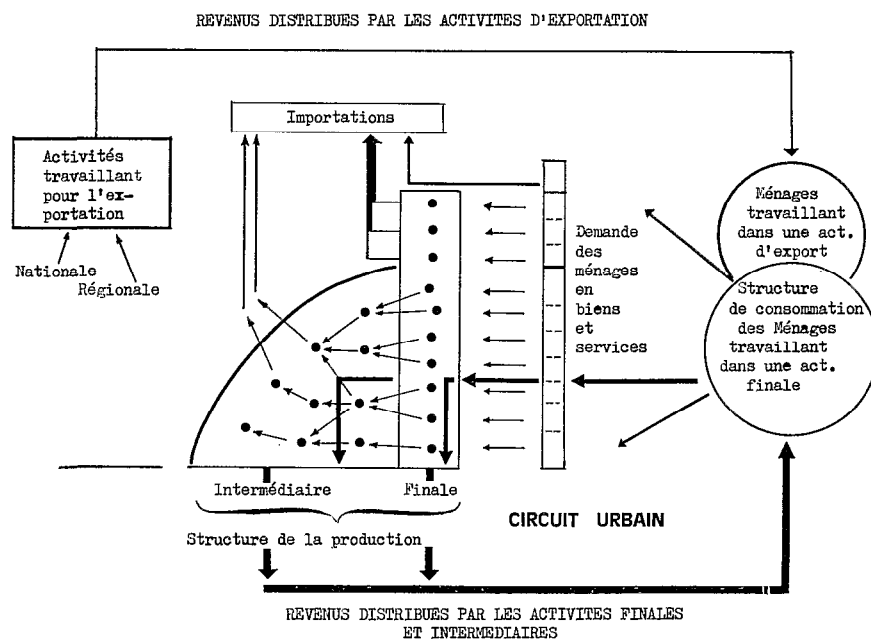 REVENUS DISTRIBUES PAR LES ACTIVITES D'EXPORTATION
Importations
Activités
travaillant
pour l'ex-
portation
Nationale
Régionale
Demande
des
ménages
en
biens
et
services
Ménages
travaillant
dans une act.
d'export
Structure
de consommation
des Ménages
travaillant
dans une act.
finale
Intermédiaire
Finale
Structure de la production
CIRCUIT URBAIN
REVENUS DISTRIBUES PAR LES ACTIVITES FINALES
ET INTERMEDIAIRES